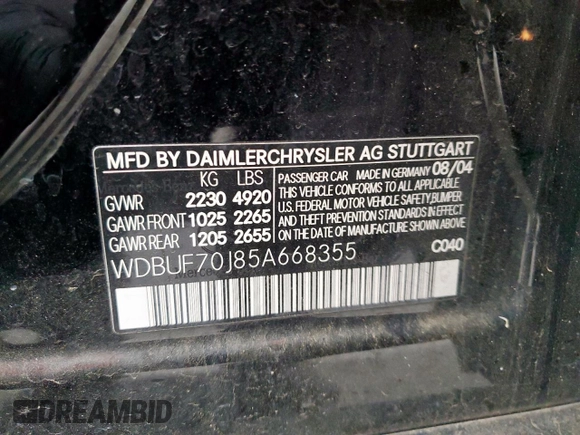 MFD BY DAIMLERCHRYSLER AG STUTTGART
KG LBS
GVWR 2230 4920
GAWR FRONT 1025 2265
GAWR REAR 1205 2655
PASSENGER CAR MADE IN GERMANY 08/04
THIS VEHICLE CONFORMS TO ALL APPLICABLE
U.S. FEDERAL MOTOR VEHICLE SAFETY,BUMPER
AND THEFT PREVENTION STANDARDS IN EFFECT
ON THE DATE OF MANUFACTURE SHOWN ABOVE.
C040
WDBUF70J85A668355
DREAMBID